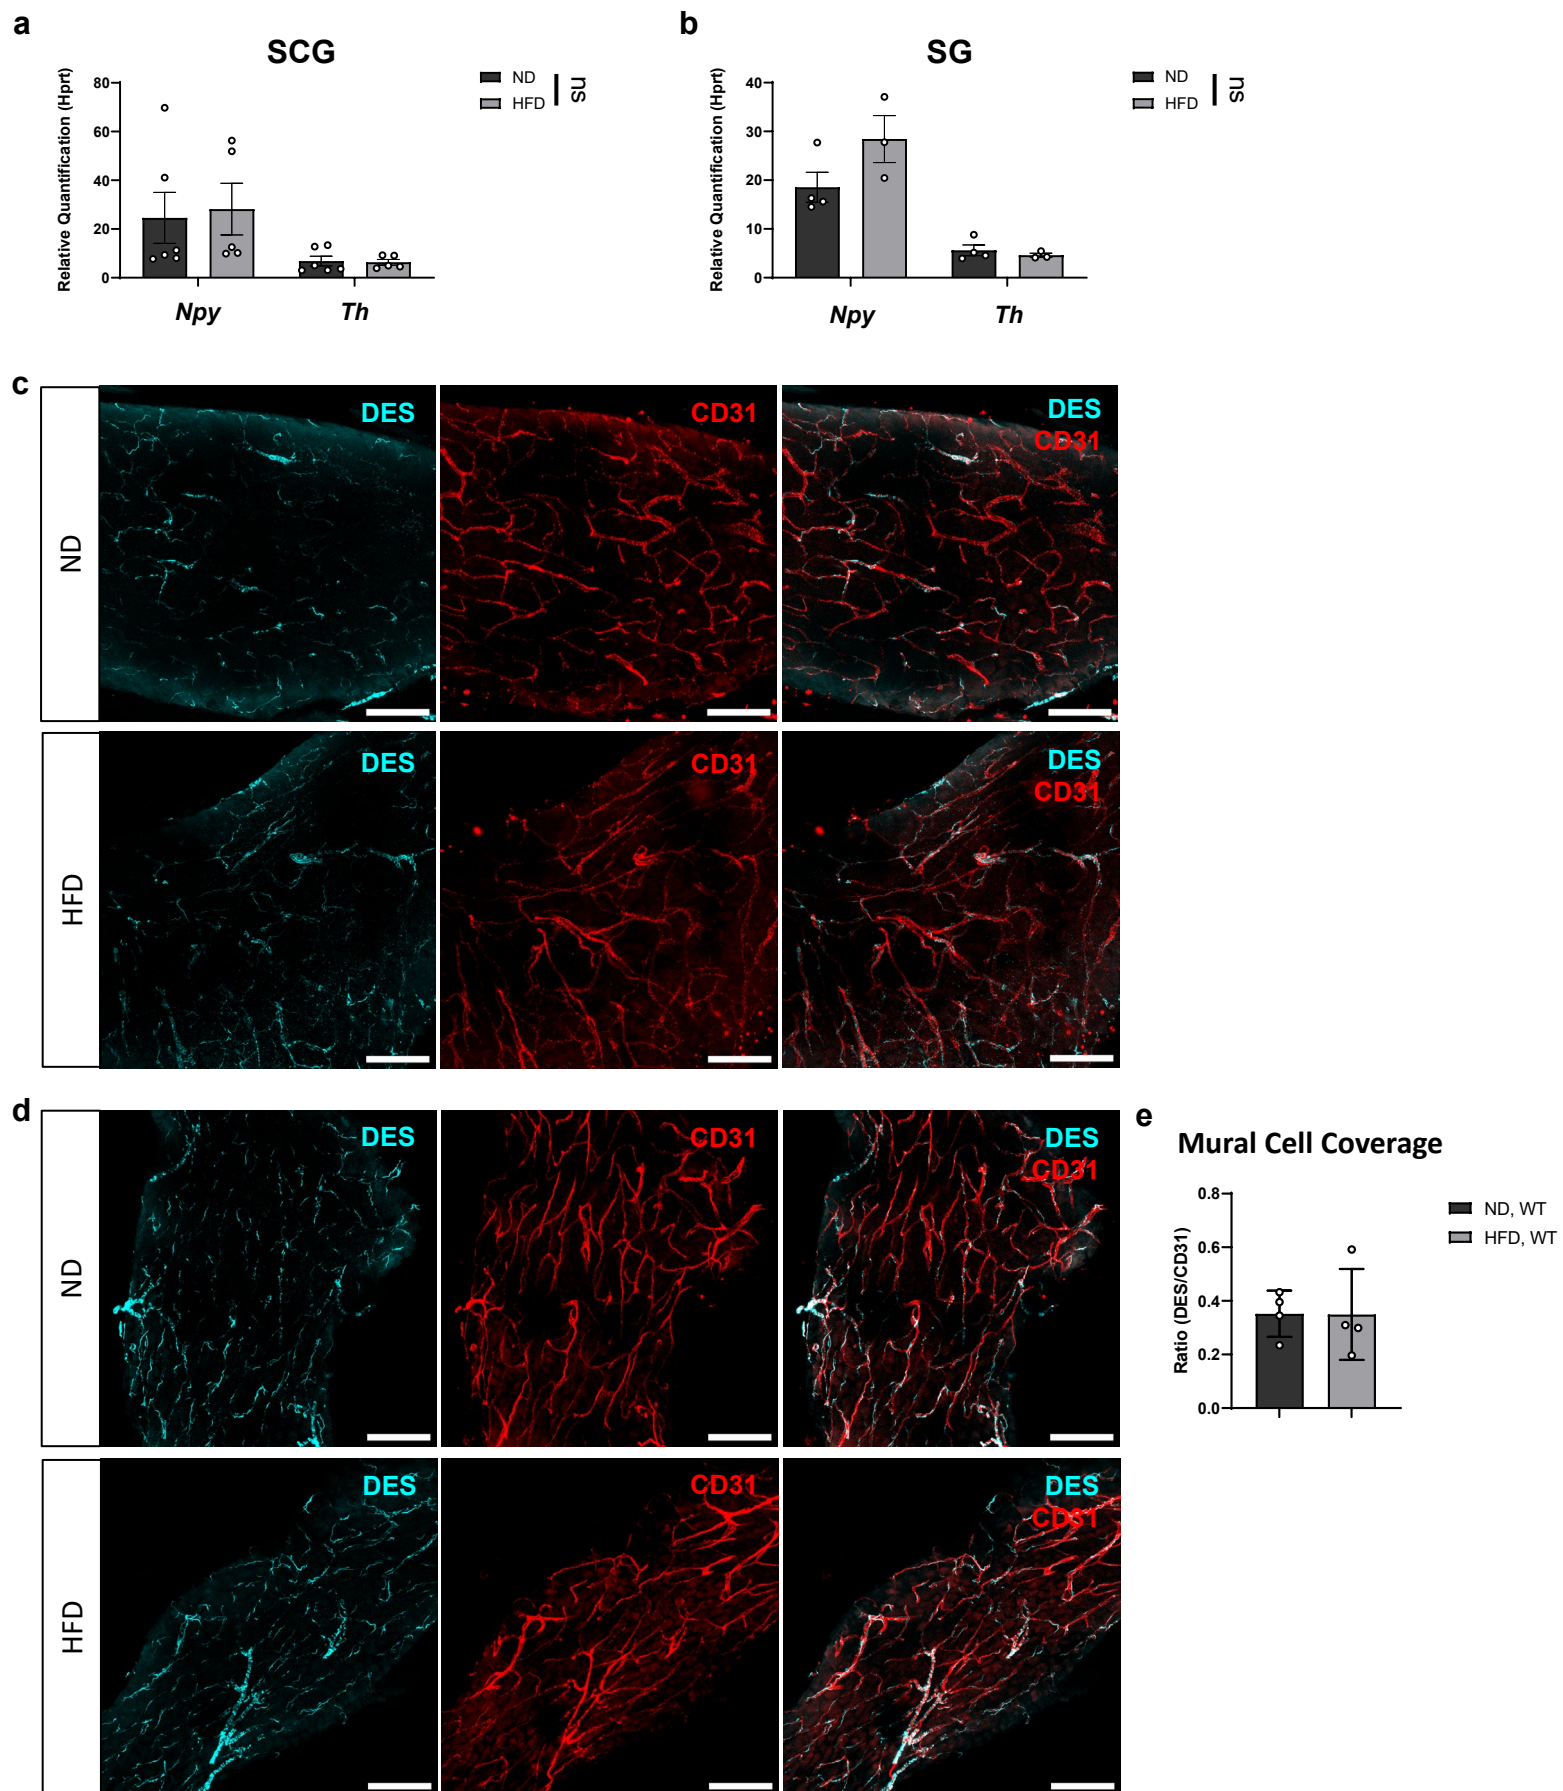 a
SCG
Relative Quantification (Hprt)
80
60
40
20
0
Npy
Th
ND
HFD
ns
b
SG
Relative Quantification (Hprt)
40
30
20
10
0
Npy
Th
ND
HFD
ns
c
ND
DES
CD31
DES
CD31
HFD
DES
CD31
DES
CD31
d
ND
DES
CD31
DES
CD31
HFD
DES
CD31
DES
CD31
e
Mural Cell Coverage
Ratio (DES/CD31)
0.8
0.6
0.4
0.2
0.0
ND, WT
HFD, WT